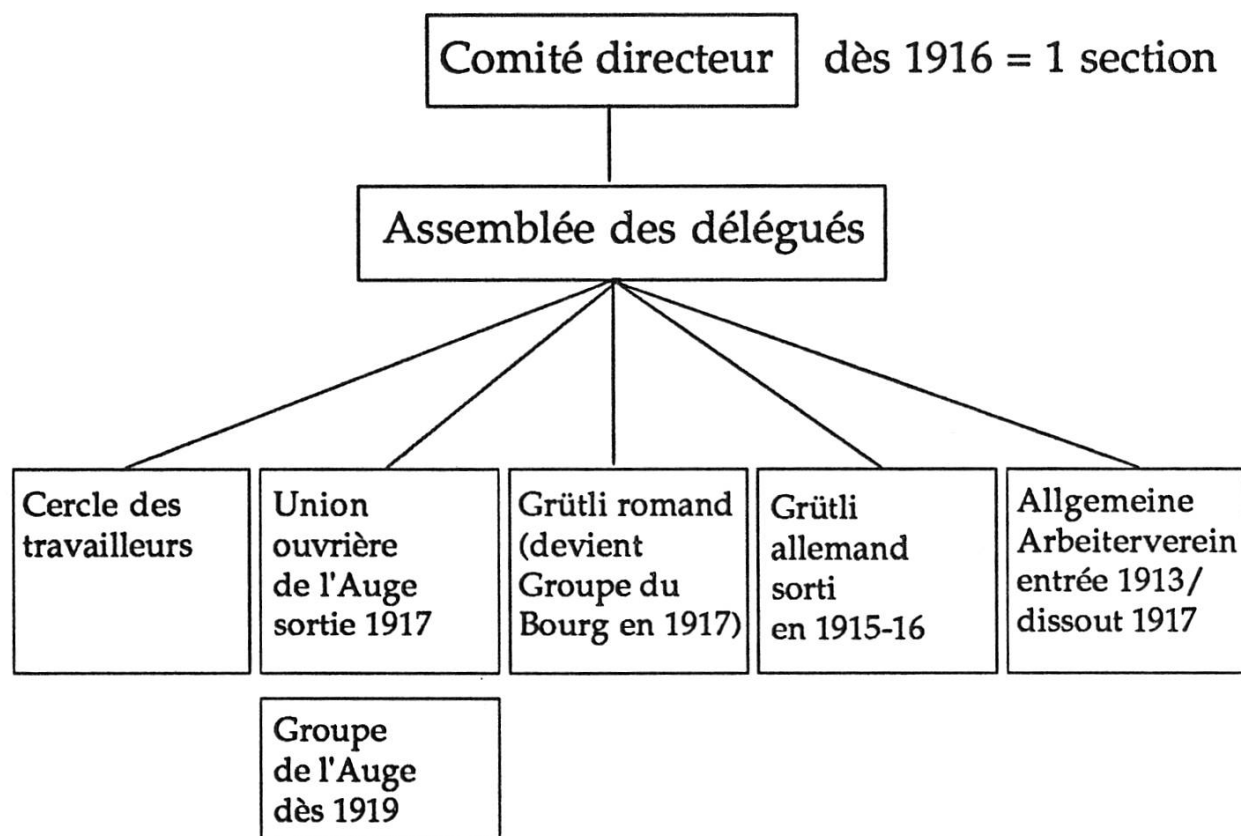 Comité directeur
dès 1916 = 1 section
Assemblée des délégués
Cercle des
travailleurs
Union
ouvrière
de l'Auge
sortie 1917
Grütli romand
(devient
Groupe du
Bourg en 1917)
Grütli
allemand
sorti
en 1915-16
Allgemeine
Arbeiterverein
entrée 1913/
dissout 1917
Groupe
de l'Auge
dès 1919